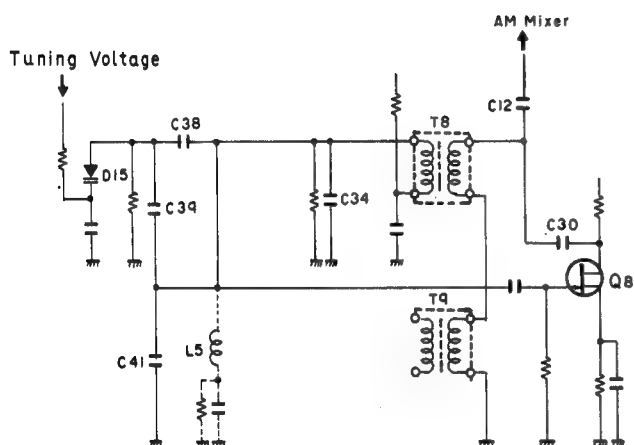 AM Mixer
Tuning Voltage
C12
C38
T8
D15
C39
C34
C30
Q8
T9
C41
L5